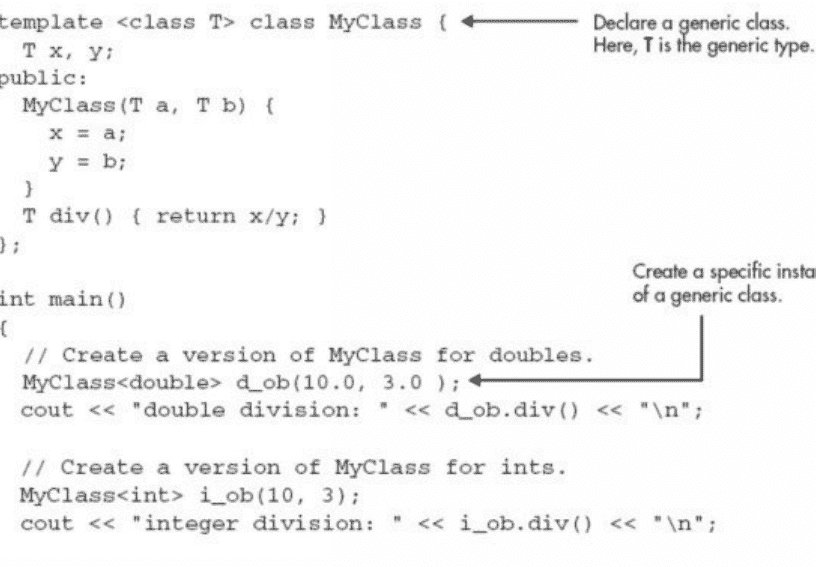 template <class T> class MyClass {
Declare a generic class.
Here, T is the generic type.
T x, y;
public:
MyClass(T a, T b) {
x = a;
y = b;
}
T div() { return x/y; }
};
Create a specific insta
of a generic class.
int main()
{
// Create a version of MyClass for doubles.
MyClass<double> d_ob(10.0, 3.0 );
cout << "double division: " << d_ob.div() << "\n";
// Create a version of MyClass for ints.
MyClass<int> i_ob(10, 3);
cout << "integer division: " << i_ob.div() << "\n";